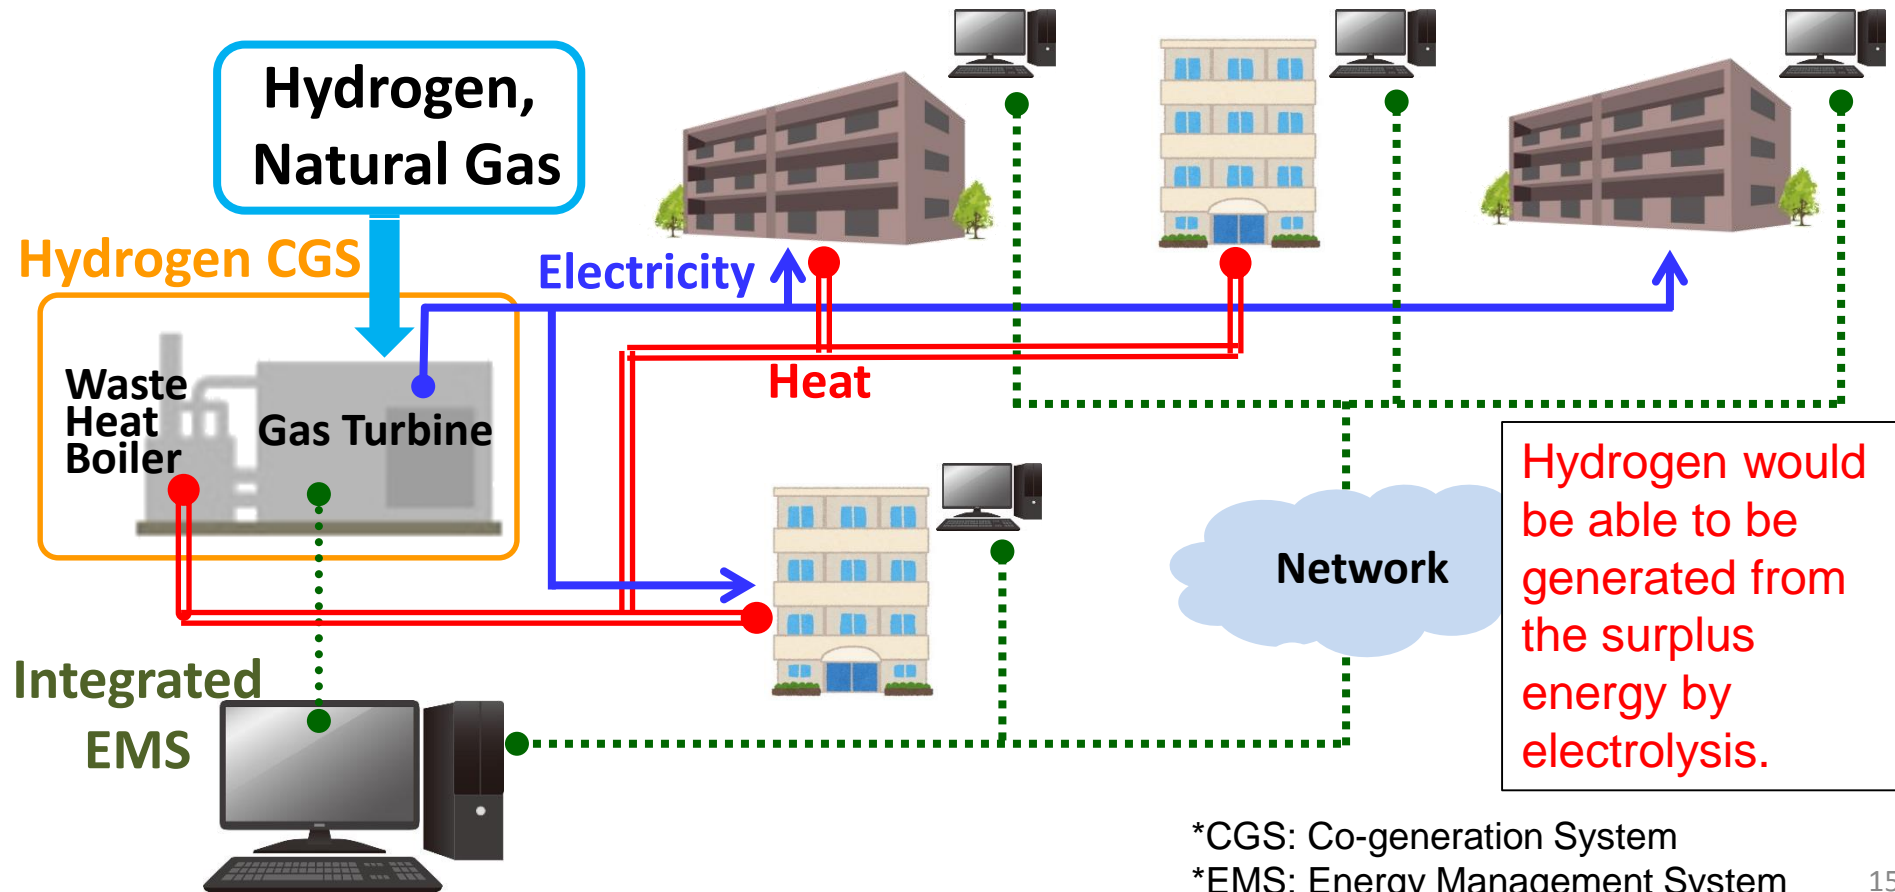 Hydrogen,
Natural Gas
Hydrogen CGS
Electricity
Waste
Heat
Boiler
Gas Turbine
Heat
Network
Hydrogen would
be able to be
generated from
the surplus
energy by
electrolysis.
Integrated
EMS
*CGS: Co-generation System
*EMS: Energy Management System
15